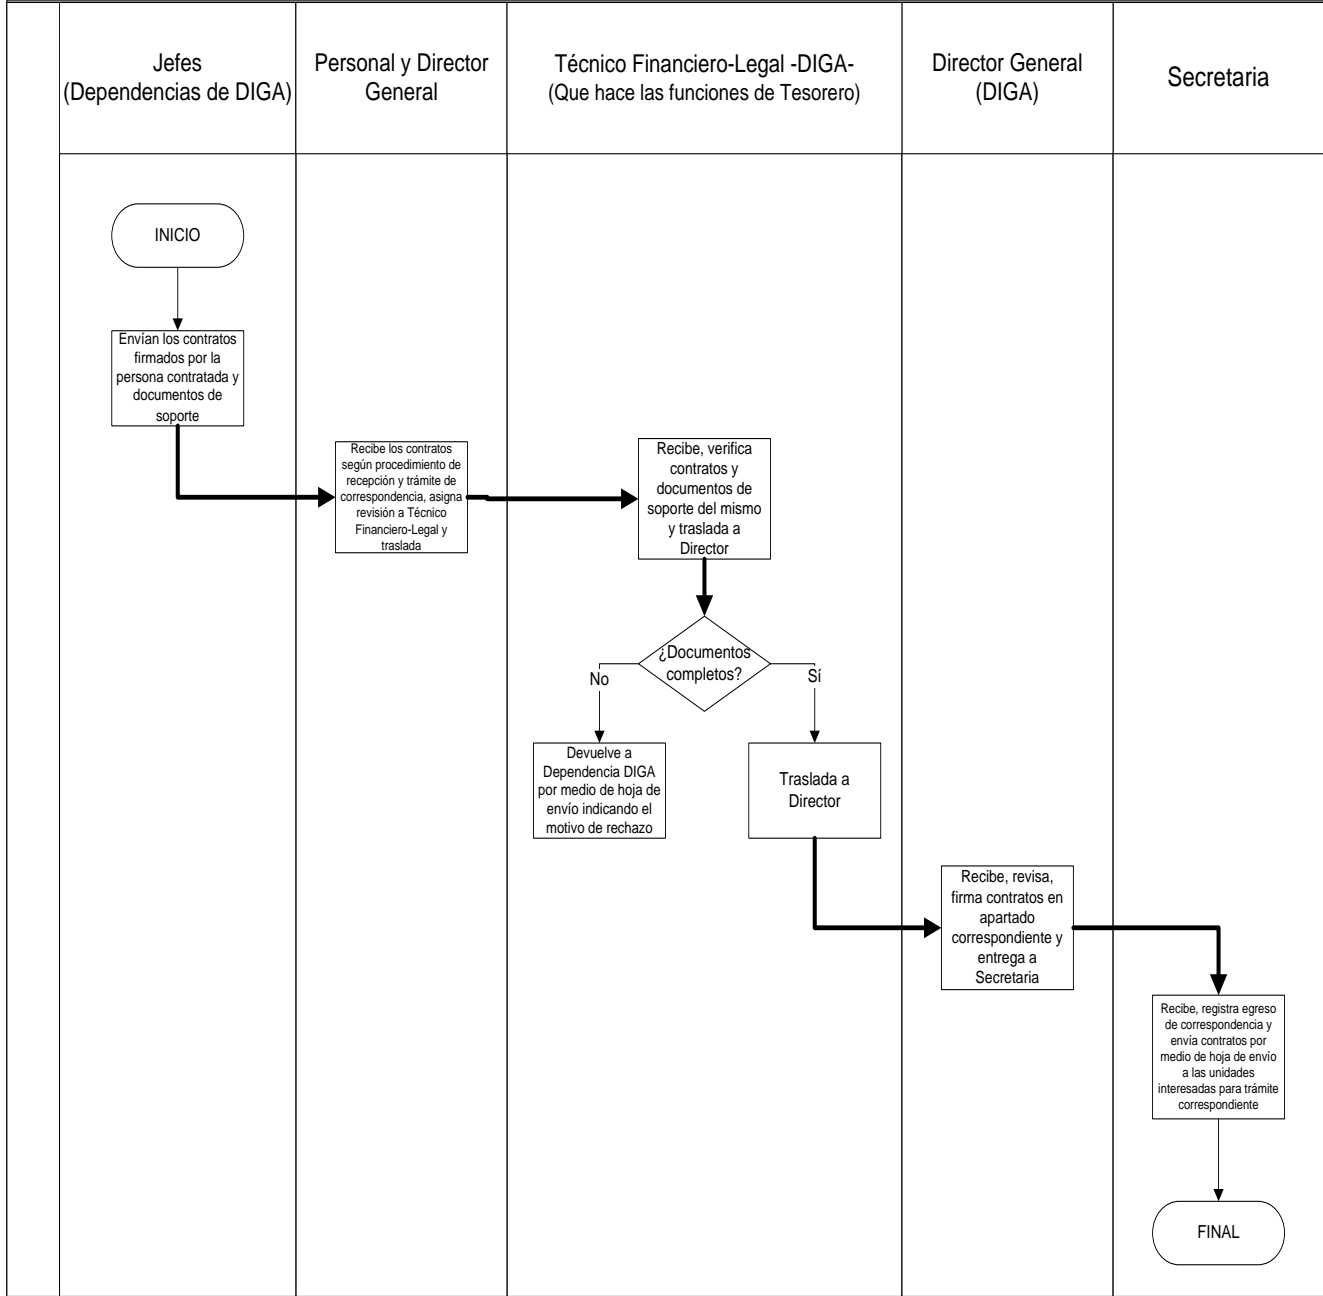 Jefes
(Dependencias de DIGA)
Personal y Director
General
Técnico Financiero-Legal -DIGA-
(Que hace las funciones de Tesorero)
Director General
(DIGA)
Secretaria
INICIO
Envían los contratos
firmados por la
persona contratada y
documentos de
soporte
Recibe los contratos
según procedimiento de
recepción y trámite de
correspondencia, asigna
revisión a Técnico
Financiero-Legal y
traslada
Recibe, verifica
contratos y
documentos de
soporte del mismo
y traslada a
Director
¿Documentos
completos?
No
Sí
Devuelve a
Dependencia DIGA
por medio de hoja de
envío indicando el
motivo de rechazo
Traslada a
Director
Recibe, revisa,
firma contratos en
apartado
correspondiente y
entrega a
Secretaria
Recibe, registra egreso
de correspondencia y
envía contratos por
medio de hoja de envío
a las unidades
interesadas para trámite
correspondiente
FINAL